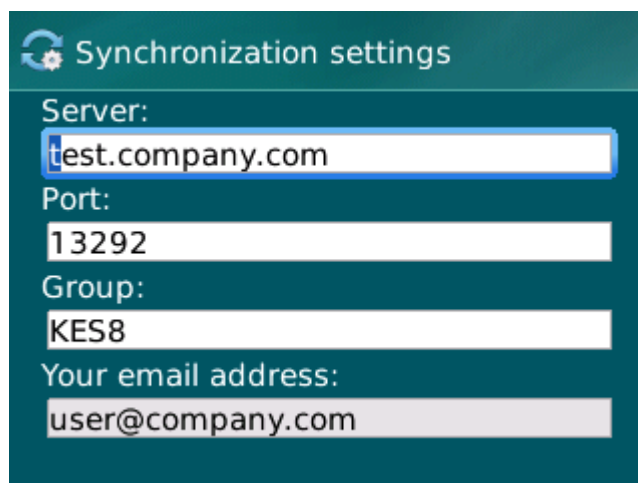 Synchronization settings
Server:
test.company.com
Port:
13292
Group:
KES8
Your email address:
user@company.com